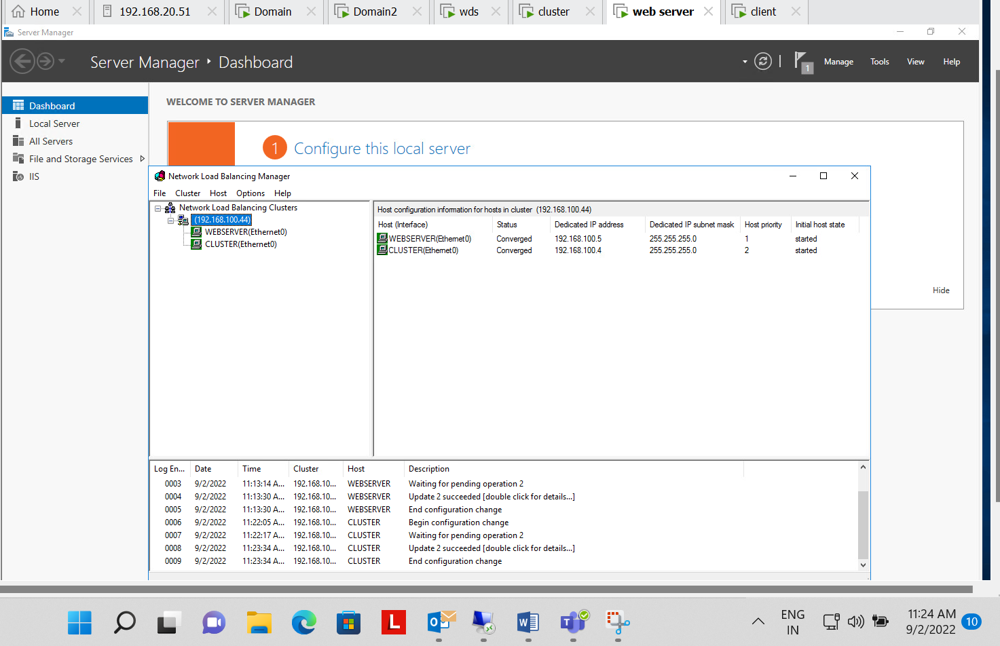 Home 192.168.20.51 Domain Domain2 wds cluster web server client
Server Manager
Server Manager Dashboard
1 Manage Tools View Help
Dashboard
Local Server
All Servers
File and Storage Services
IIS
WELCOME TO SERVER MANAGER
1 Configure this local server
Hide
Network Load Balancing Manager
File Cluster Host Options Help
Network Load Balancing Clusters
(192.168.100.44)
WEBSERVER(Ethernet0)
CLUSTER(Ethernet0)
Host configuration information for hosts in cluster (192.168.100.44)
Host (Interface) Status Dedicated IP address Dedicated IP subnet mask Host priority Initial host state
WEBSERVER(Ethernet0) Converged 192.168.100.5 255.255.255.0 1 started
CLUSTER(Ethernet0) Converged 192.168.100.4 255.255.255.0 2 started
Log En... Date Time Cluster Host Description
0003 9/2/2022 11:13:14 A... 192.168.10... WEBSERVER Waiting for pending operation 2
0004 9/2/2022 11:13:30 A... 192.168.10... WEBSERVER Update 2 succeeded [double click for details...]
0005 9/2/2022 11:13:30 A... 192.168.10... WEBSERVER End configuration change
0006 9/2/2022 11:22:05 A... 192.168.10... CLUSTER Begin configuration change
0007 9/2/2022 11:22:17 A... 192.168.10... CLUSTER Waiting for pending operation 2
0008 9/2/2022 11:23:34 A... 192.168.10... CLUSTER Update 2 succeeded [double click for details...]
0009 9/2/2022 11:23:34 A... 192.168.10... CLUSTER End configuration change
L
O
W
T
ENG
IN
11:24 AM
9/2/2022
10